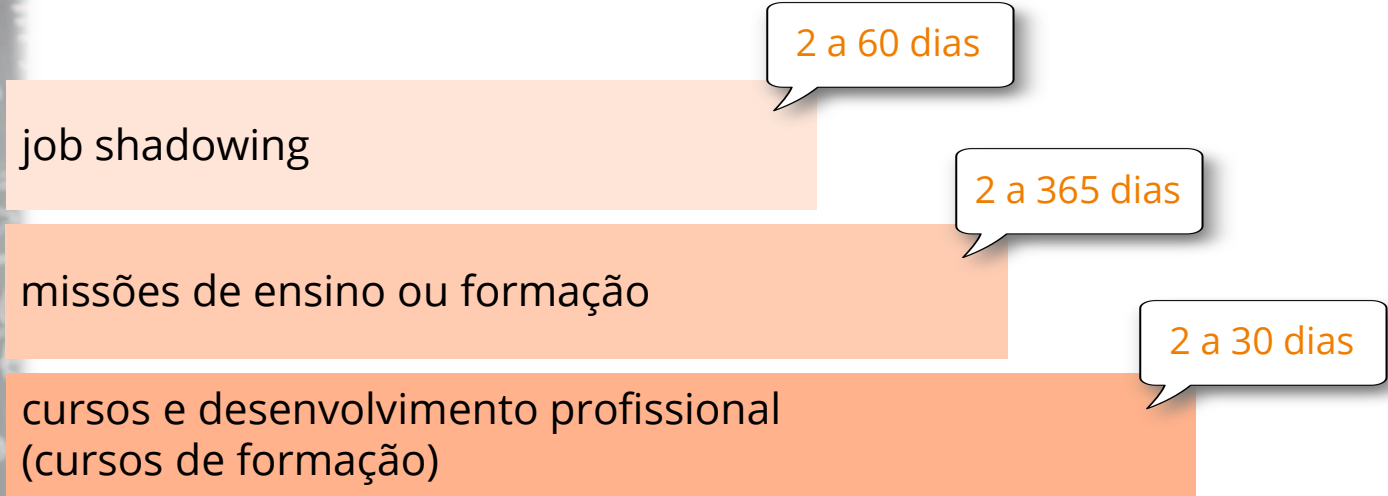 2 a 60 dias
job shadowing
2 a 365 dias
missões de ensino ou formação
2 a 30 dias
cursos e desenvolvimento profissional
(cursos de formação)